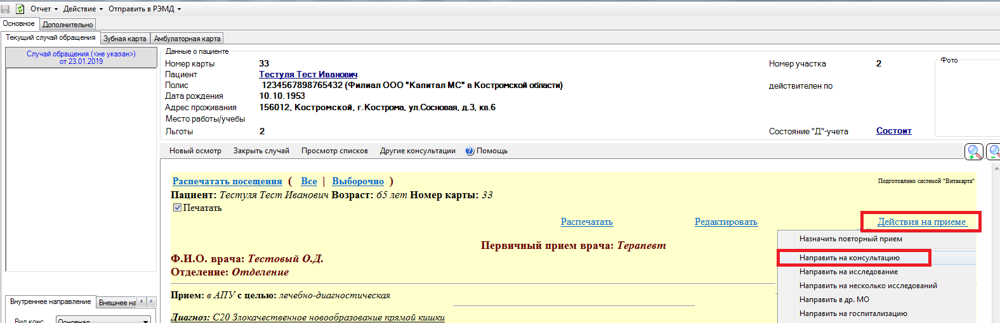 Отчет Действие Отправить в РЭМД
Основное Дополнительно
Текущий случай обращения Зубная карта Амбулаторная карта
Случай обращения (<не указан>)
от 23.01.2019
Данные о пациенте
Номер карты 33 Номер участка 2 Фото
Пациент Тестуля Тест Иванович
Полис 1234567898765432 (Филиал ООО "Капитал МС" в Костромской области) действителен по
Дата рождения 10.10.1953
Адрес проживания 156012, Костромской, г.Кострома, ул.Сосновая, д.3, кв.6
Место работы/учебы
Льготы 2 Состояние "Д"-учета Состоит
Новый осмотр Закрыть случай Просмотр списков Другие консультации Помощь
Распечатать посещения ( Все | Выборочно ) Подготовлено системой "Витакарта"
Пациент: Тестуля Тест Иванович Возраст: 65 лет Номер карты: 33
Печатать
Распечатать Редактировать Действия на приеме
Первичный прием врача: Терапевт
Ф.И.О. врача: Тестовый О.Д.
Отделение: Отделение
Прием: в АПУ с целью: лечебно-диагностическая
Диагноз: C20 Злокачественное новообразование прямой кишки
Назначить повторный прием
Направить на консультацию
Направить на исследование
Направить на несколько исследований
Направить в др. МО
Направить на госпитализацию
Внутреннее направление Внешнее на
Вид конс. Основная